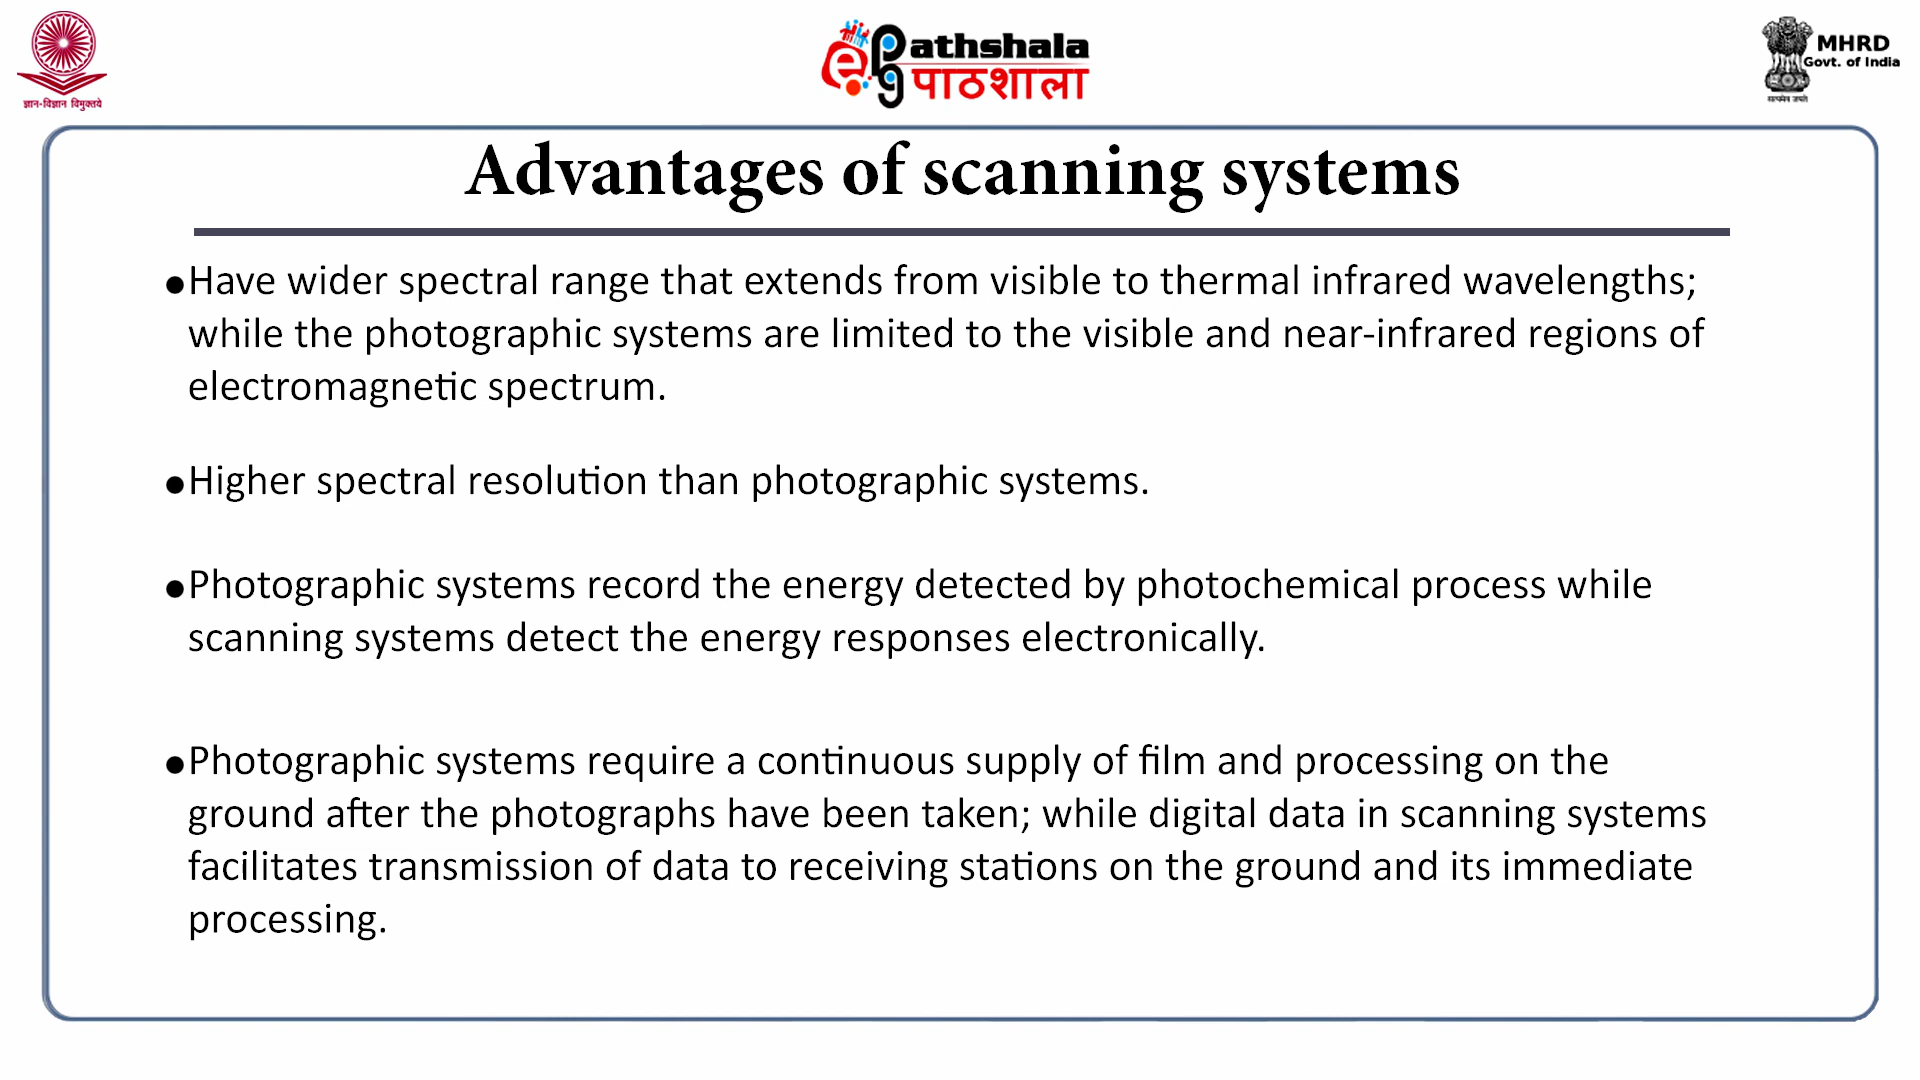 ज्ञान-विज्ञान विमुक्तये
ePG athshala
पाठशाला
MHRD
Govt. of India
सत्यमेव जयते
Advantages of scanning systems
●Have wider spectral range that extends from visible to thermal infrared wavelengths;
while the photographic systems are limited to the visible and near-infrared regions of
electromagnetic spectrum.
●Higher spectral resolution than photographic systems.
●Photographic systems record the energy detected by photochemical process while
scanning systems detect the energy responses electronically.
●Photographic systems require a continuous supply of film and processing on the
ground after the photographs have been taken; while digital data in scanning systems
facilitates transmission of data to receiving stations on the ground and its immediate
processing.